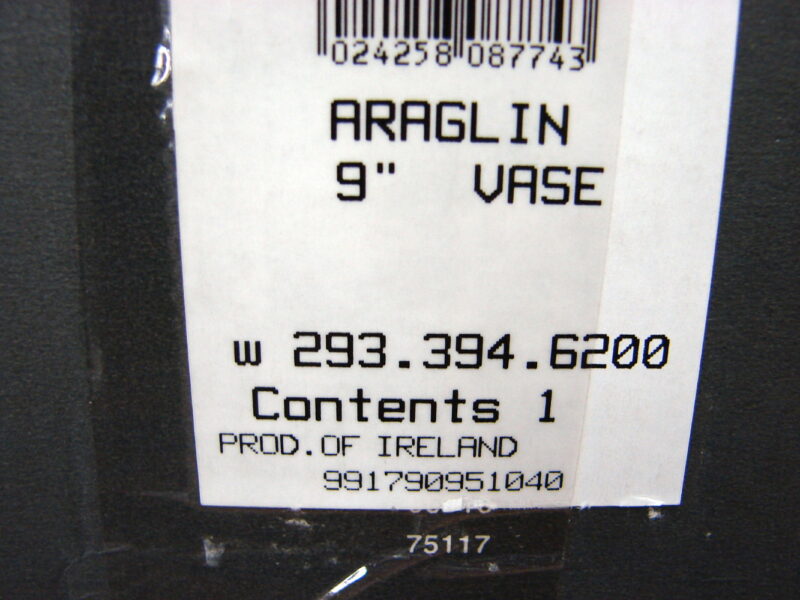 024258 087743
ARAGLIN
9" VASE
w 293.394.6200
Contents 1
PROD.OF IRELAND
991790951040
75117